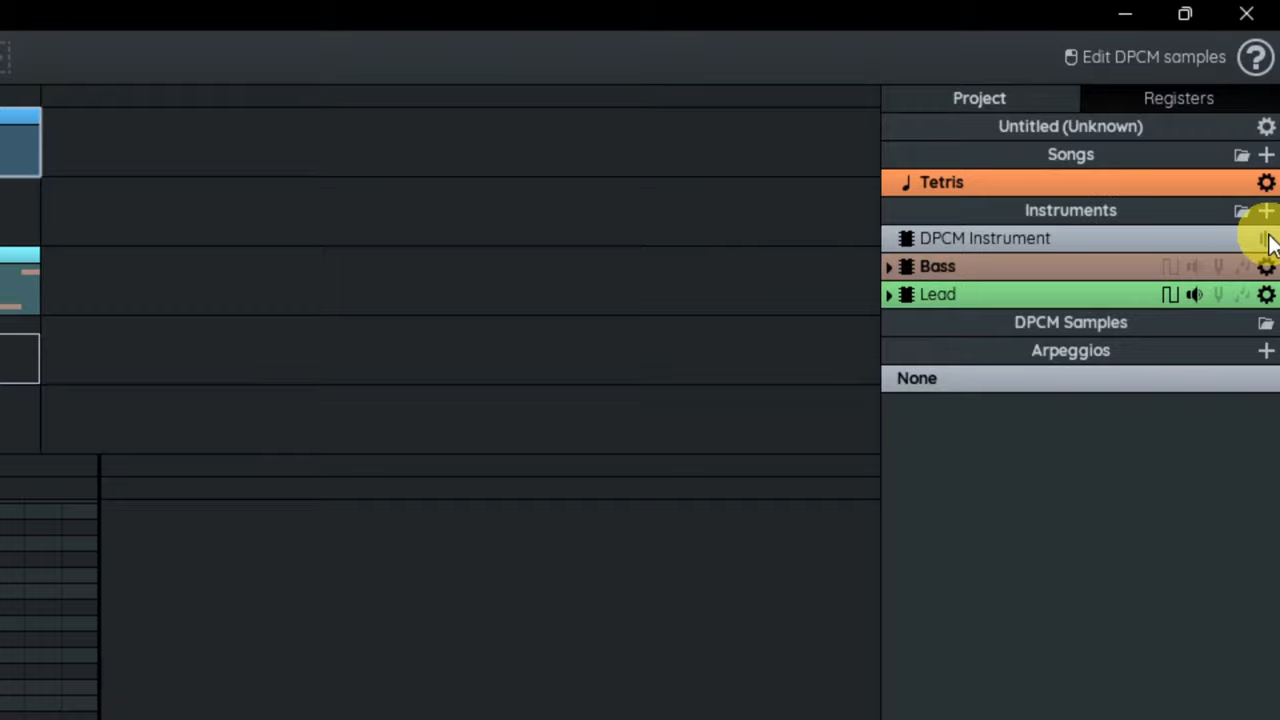 Edit DPCM samples ?
Project Registers
Untitled (Unknown)
Songs
Tetris
Instruments
DPCM Instrument
Bass
Lead
DPCM Samples
Arpeggios
None